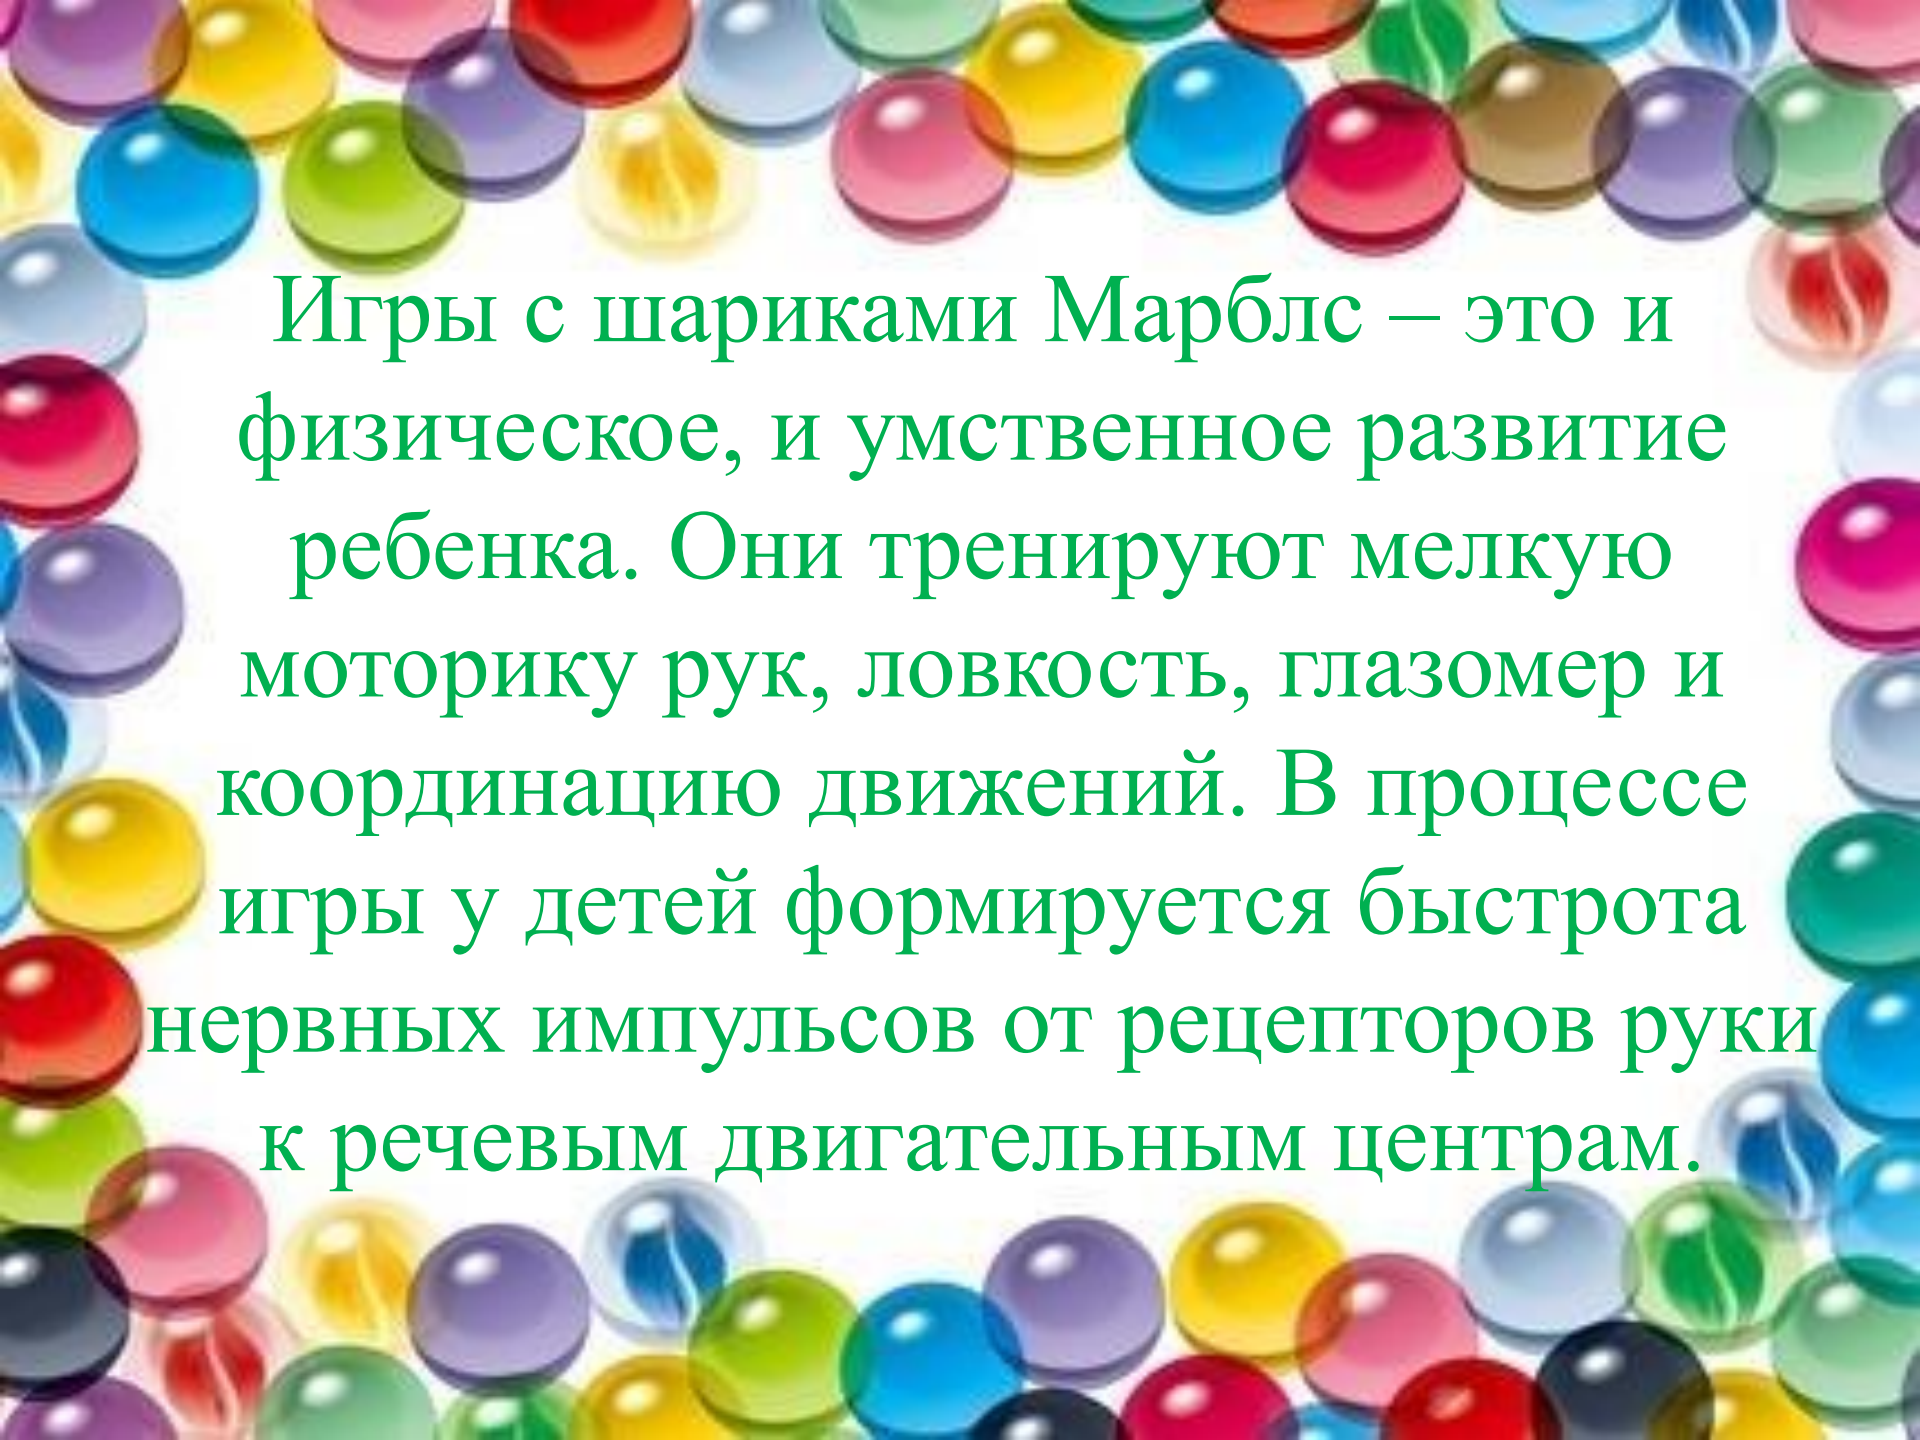 Игры с шариками Марблс – это и
физическое, и умственное развитие
ребенка. Они тренируют мелкую
моторику рук, ловкость, глазомер и
координацию движений. В процессе
игры у детей формируется быстрота
нервных импульсов от рецепторов руки
к речевым двигательным центрам.